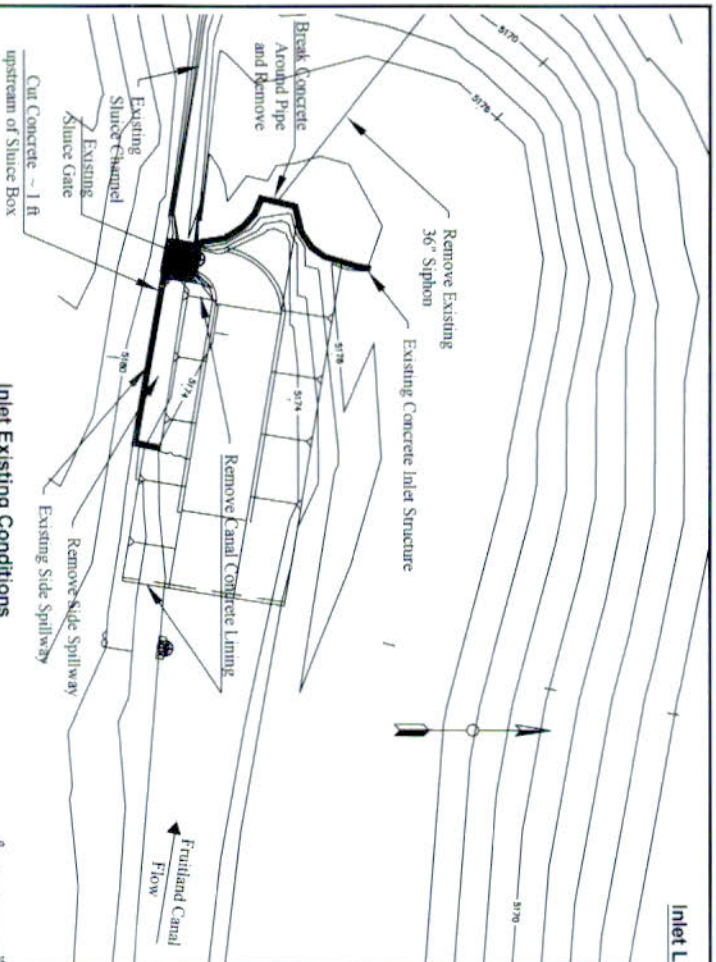 Inlet L
5170
5178
Break Concrete
Around Pipe
and Remove
Remove Existing
36" Siphon
Existing
Sluice Channel
Existing
Sluice Gate
Existing Concrete Inlet Structure
Cut Concrete ~ 1 ft
upstream of Sluice Box
5178
5174
5174
5180
Remove Canal Concrete Lining
Remove Side Spillway
Existing Side Spillway
Fruitland Canal
Flow
5170
Inlet Existing Conditions